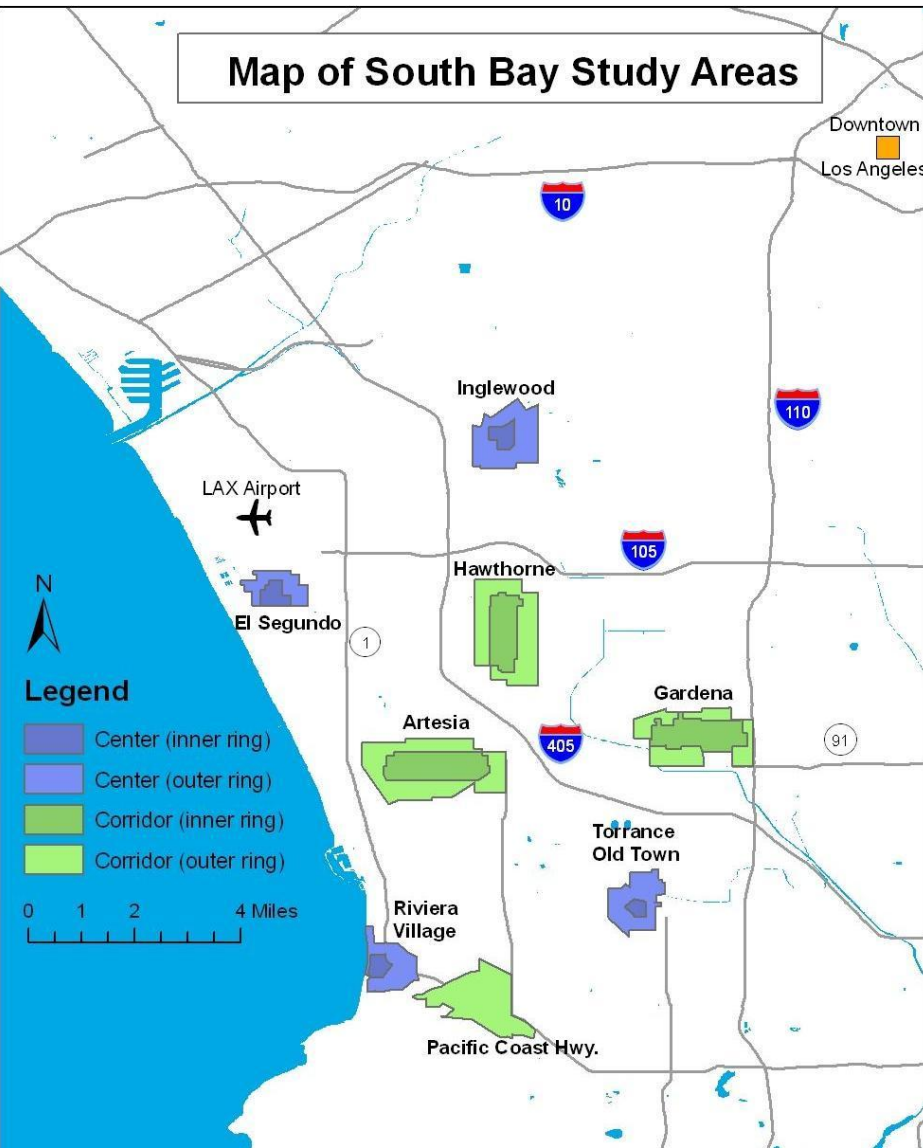 Map of South Bay Study Areas
Downtown
Los Angeles
10
Inglewood
110
LAX Airport
105
Hawthorne
N
El Segundo
1
Legend
Gardena
Artesia
Center (inner ring)
405
91
Center (outer ring)
Corridor (inner ring)
Torrance
Old Town
Corridor (outer ring)
0 1 2 4 Miles
Riviera
Village
Pacific Coast Hwy.